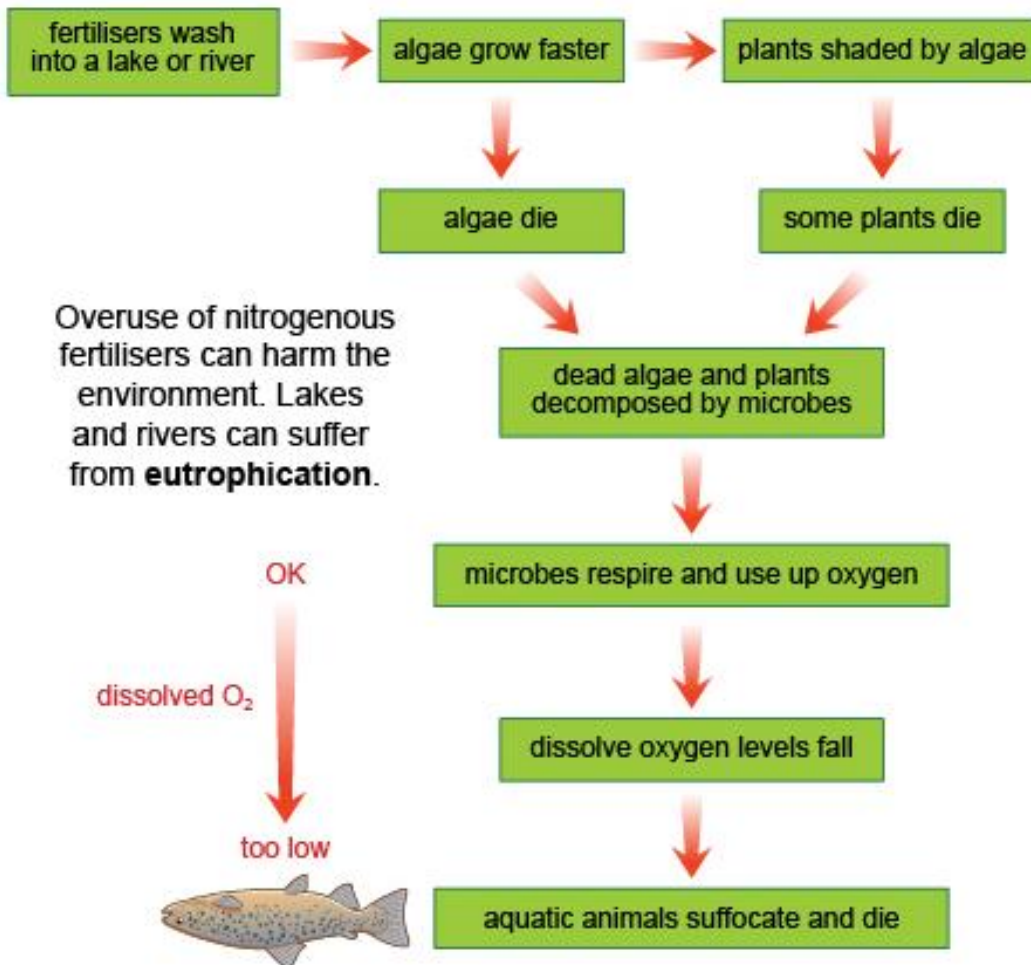 fertilisers wash
into a lake or river
algae grow faster
plants shaded by algae
algae die
some plants die
Overuse of nitrogenous
fertilisers can harm the
environment. Lakes
and rivers can suffer
from eutrophication.
dead algae and plants
decomposed by microbes
OK
microbes respire and use up oxygen
dissolved O₂
dissolve oxygen levels fall
too low
aquatic animals suffocate and die